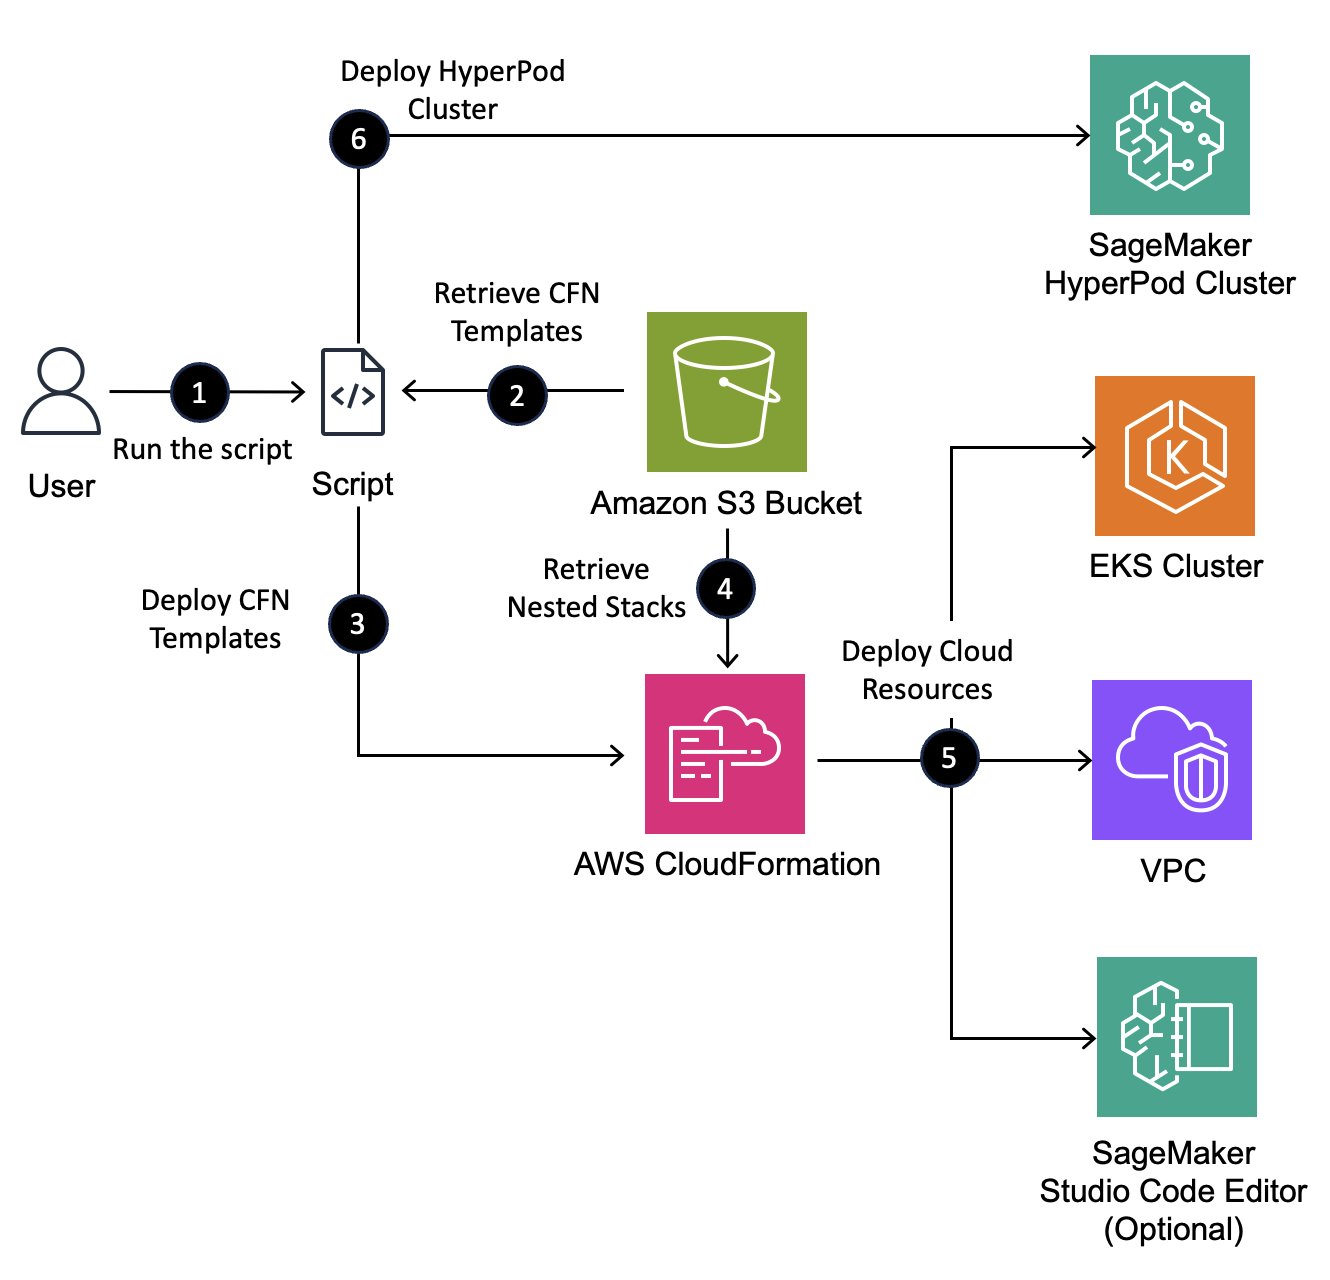 Deploy HyperPod
Cluster
6
SageMaker
HyperPod Cluster
Retrieve CFN
Templates
1
2
</>
Run the script
User
Script
Amazon S3 Bucket
K
EKS Cluster
Retrieve
Nested Stacks
4
Deploy CFN
Templates
3
Deploy Cloud
Resources
5
AWS CloudFormation
VPC
SageMaker
Studio Code Editor
(Optional)